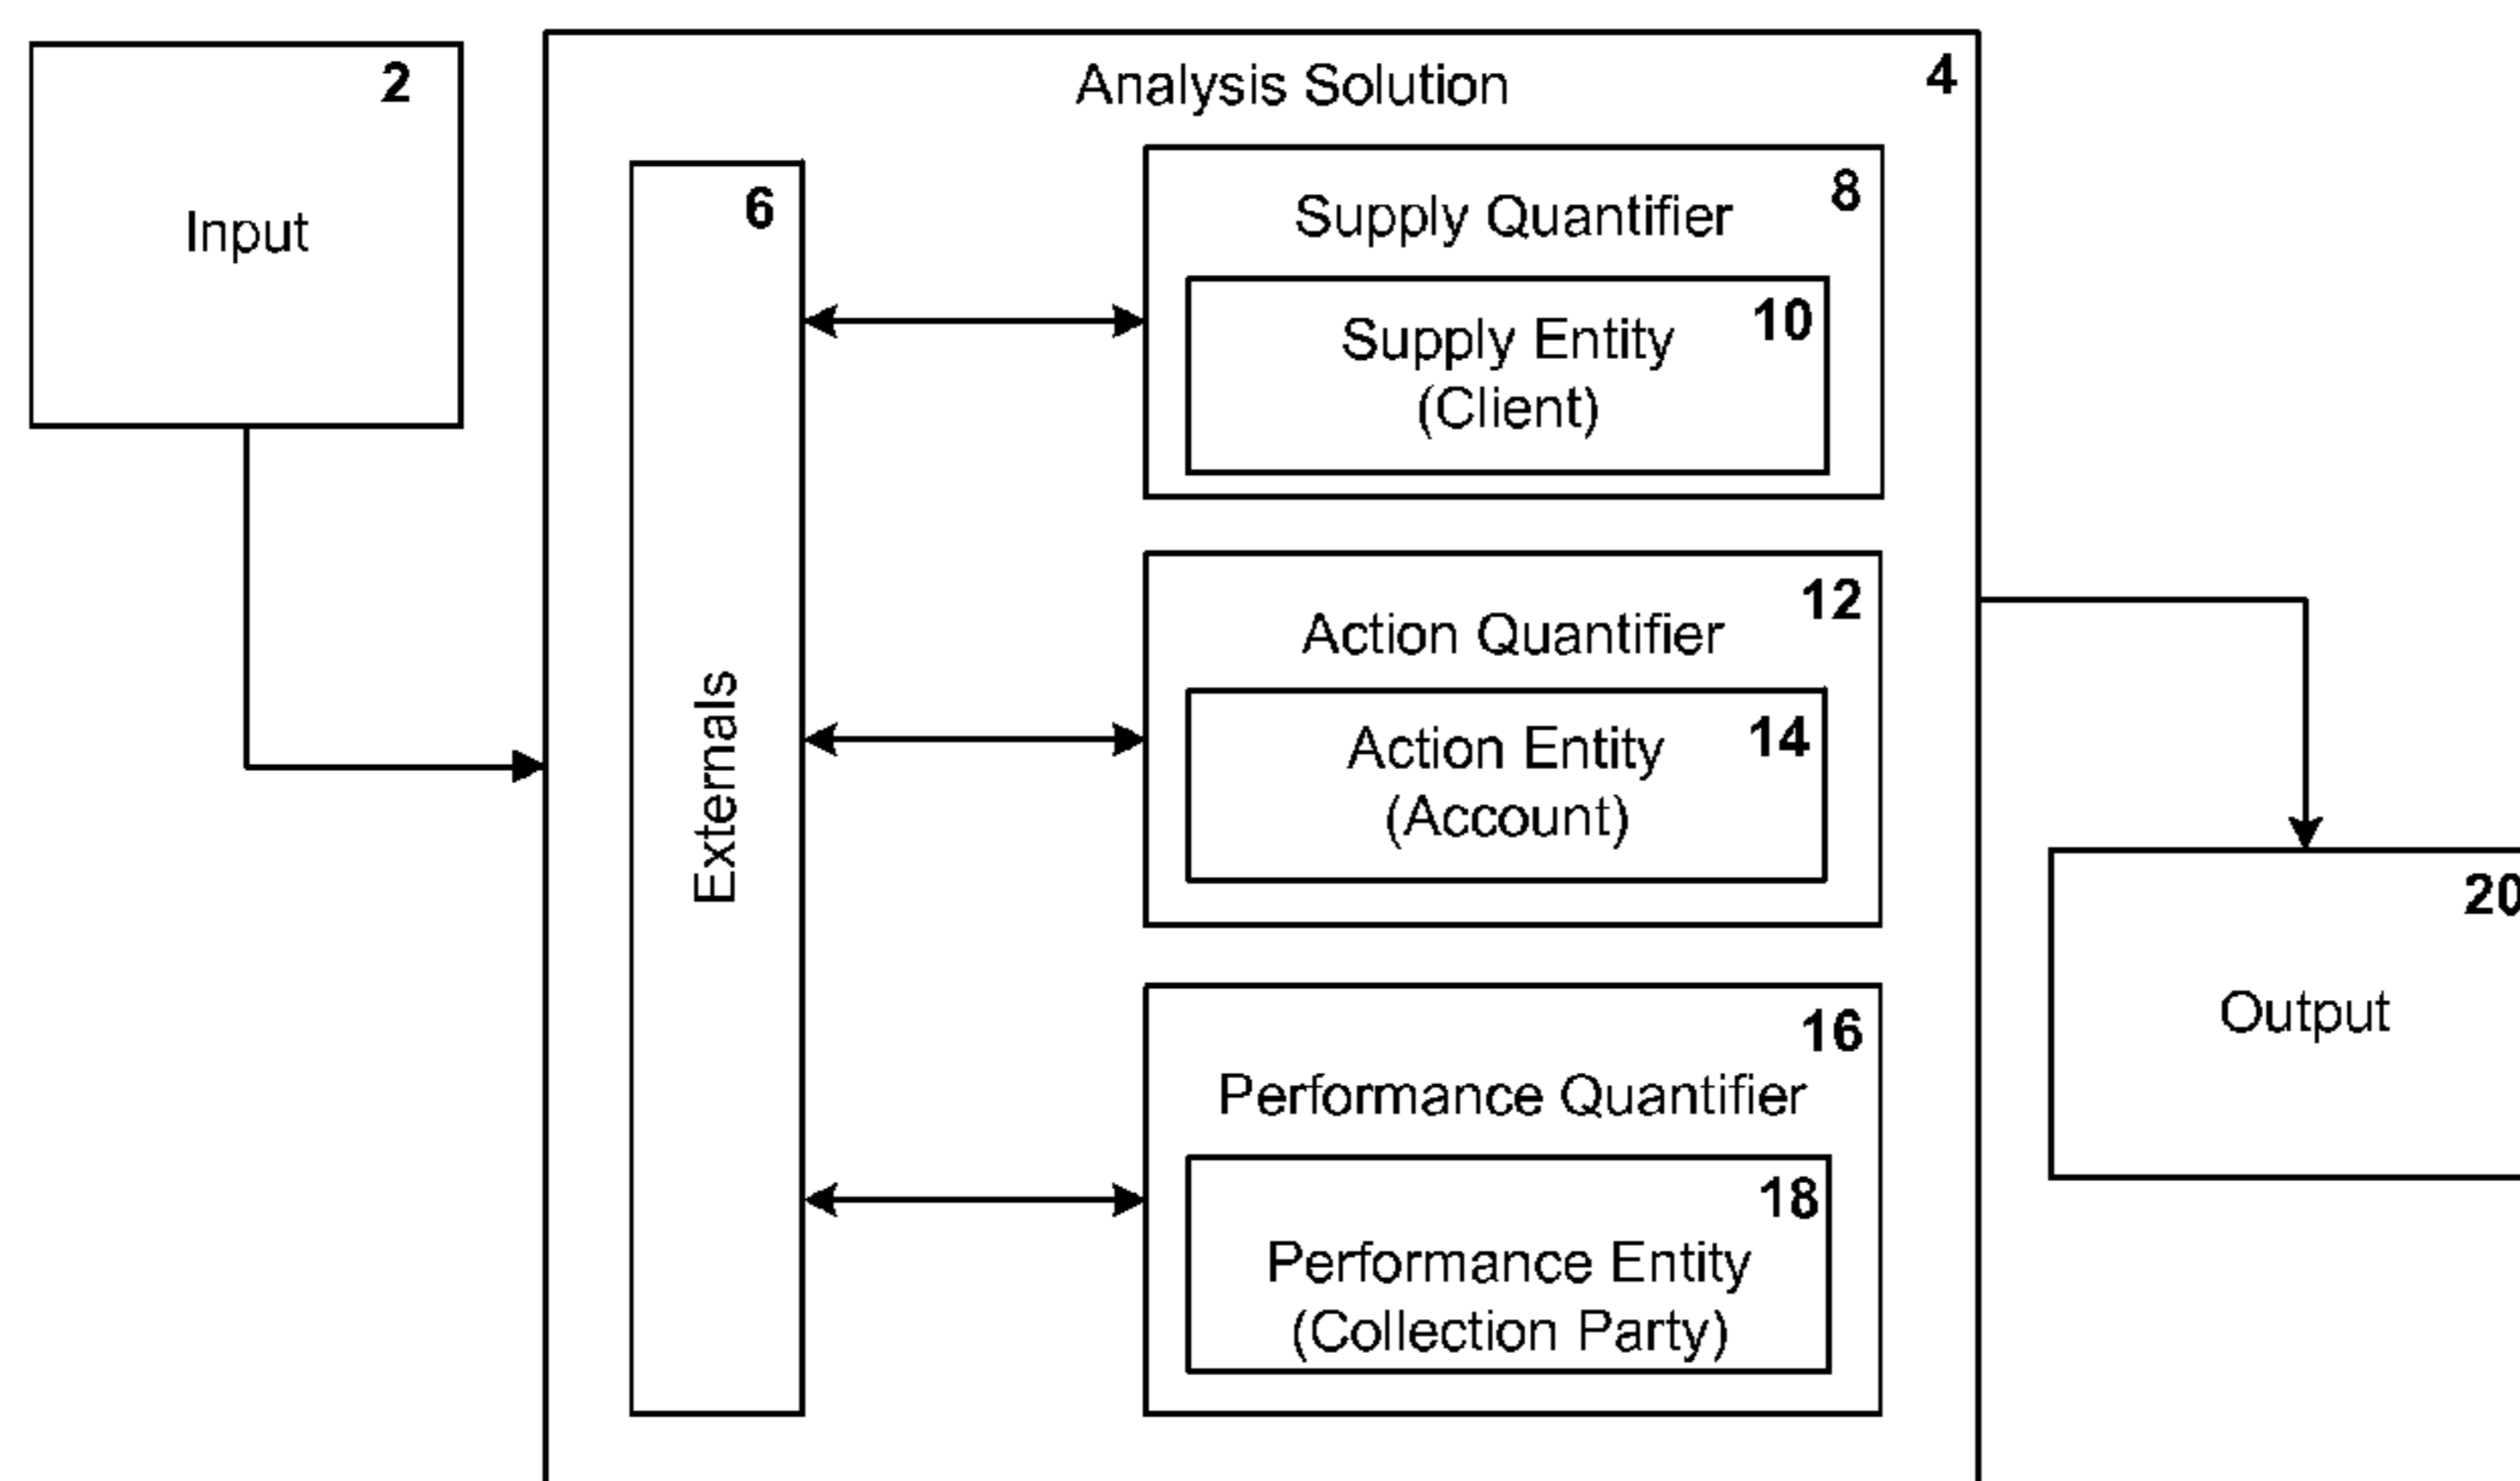 2
Input
Analysis Solution
4
6
Externals
8
Supply Quantifier
10
Supply Entity
(Client)
12
Action Quantifier
14
Action Entity
(Account)
16
Performance Quantifier
18
Performance Entity
(Collection Party)
20
Output